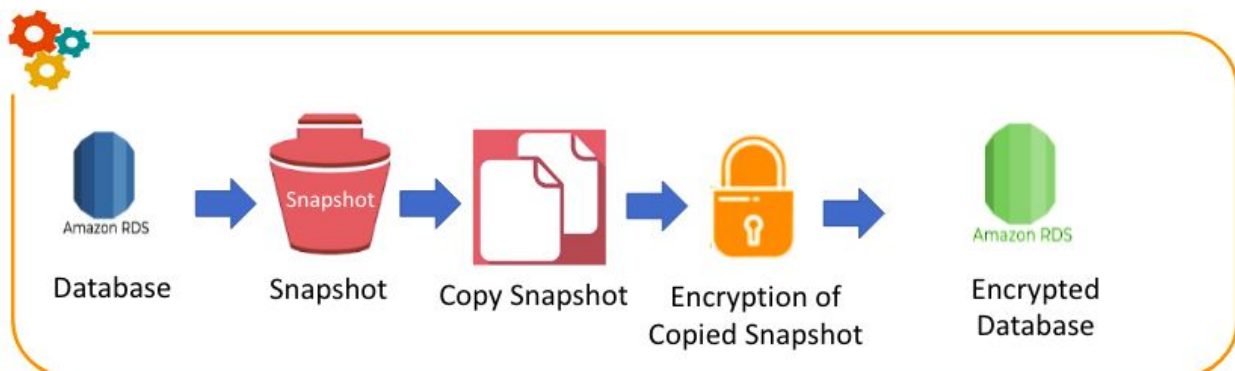 Snapshot
Amazon RDS
Amazon RDS
Database
Snapshot
Copy Snapshot
Encryption of
Copied Snapshot
Encrypted
Database